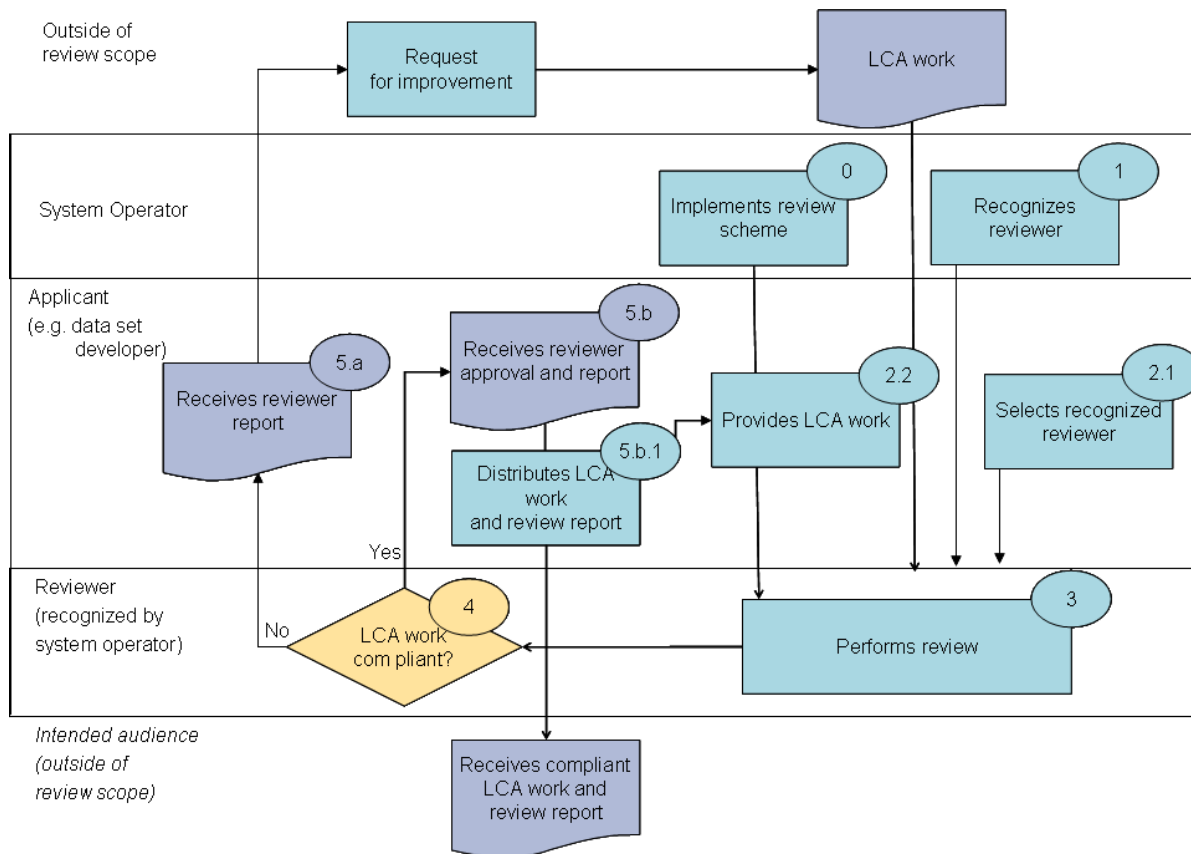 Outside of
review scope
Request
for improvement
LCA work
System Operator
0
Implements review
scheme
1
Recognizes
reviewer
Applicant
(e.g. data set
developer)
5.a
Receives reviewer
report
5.b
Receives reviewer
approval and report
5.b.1
Distributes LCA
work
and review report
2.2
Provides LCA work
2.1
Selects recognized
reviewer
Yes
No
Reviewer
(recognized by
system operator)
4
LCA work
com pliant?
3
Performs review
Intended audience
(outside of
review scope)
Receives compliant
LCA work and
review report